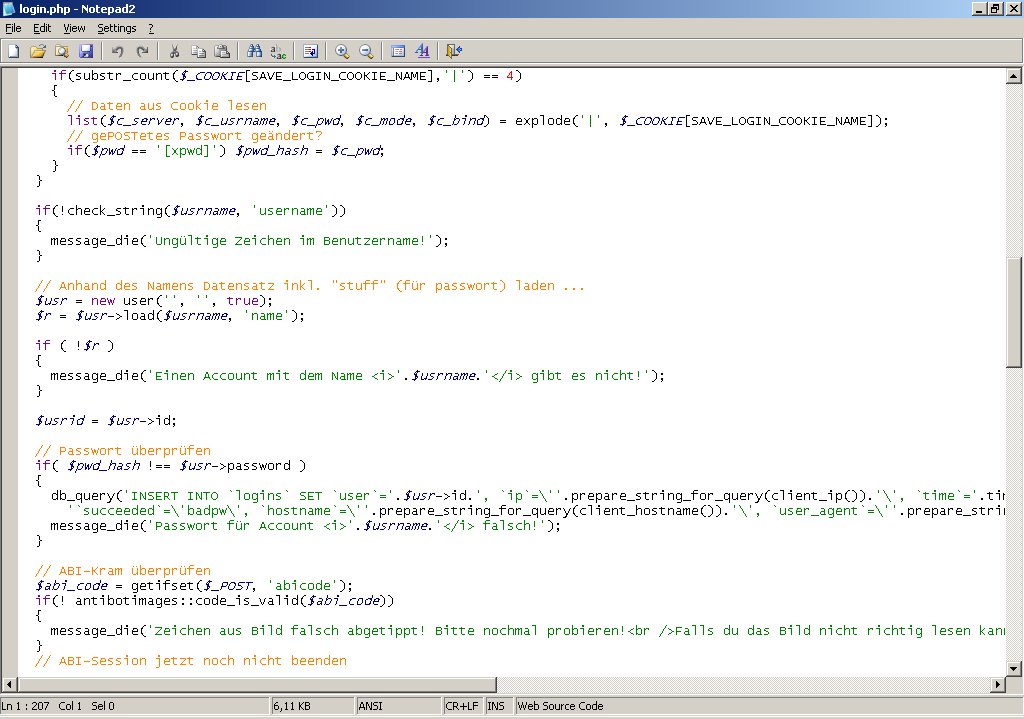 login.php - Notepad2
File Edit View Settings ?
if(substr_count($_COOKIE[SAVE_LOGIN_COOKIE_NAME],'|') == 4)
{
// Daten aus Cookie lesen
list($c_server, $c_usrname, $c_pwd, $c_mode, $c_bind) = explode('|', $_COOKIE[SAVE_LOGIN_COOKIE_NAME]);
// gePOSTetes Passwort geändert?
if($pwd == '[xpwd]') $pwd_hash = $c_pwd;
}
}
if(!check_string($usrname, 'username'))
{
message_die('Ungültige Zeichen im Benutzername!');
}
// Anhand des Namens Datensatz inkl. "stuff" (für passwort) laden ...
$usr = new user('', '', true);
$r = $usr->load($usrname, 'name');
if ( !$r )
{
message_die('Einen Account mit dem Name <i>'.$usrname.'</i> gibt es nicht!');
}
$usrid = $usr->id;
// Passwort überprüfen
if( $pwd_hash !== $usr->password )
{
db_query('INSERT INTO `logins` SET `user`='.$usr->id.', `ip`=\''.prepare_string_for_query(client_ip()).'\', `time`='.tim
'`succeeded`=\'badpw\', `hostname`=\''.prepare_string_for_query(client_hostname()).'\', `user_agent`=\''.prepare_strin
message_die('Passwort für Account <i>'.$usrname.'</i> falsch!');
}
// ABI-Kram überprüfen
$abi_code = getifset($_POST, 'abicode');
if(! antibotimages::code_is_valid($abi_code))
{
message_die('Zeichen aus Bild falsch abgetippt! Bitte nochmal probieren!<br />Falls du das Bild nicht richtig lesen kann
}
// ABI-Session jetzt noch nicht beenden
Ln 1 : 207 Col 1 Sel 0 6,11 KB ANSI CR+LF INS Web Source Code